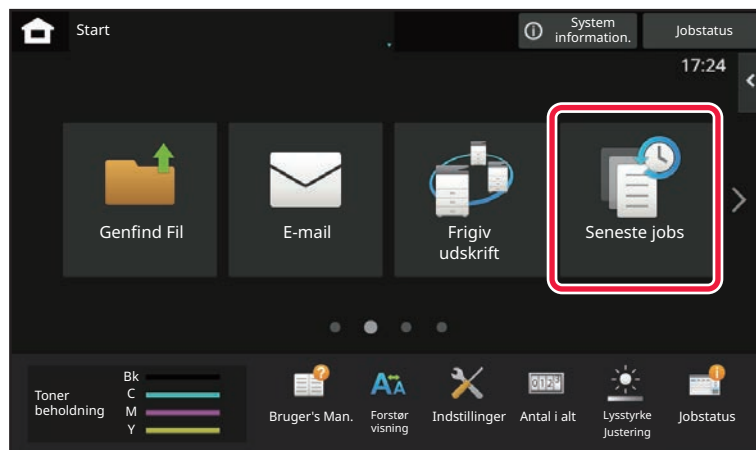 Start
System
information.
Jobstatus
17:24
Genfind Fil
E-mail
Frigiv
udskrift
Seneste jobs
Toner
beholdning
Bk
C
M
Y
Bruger's Man.
Forstør
visning
Indstillinger
Antal i alt
Lysstyrke
Justering
Jobstatus